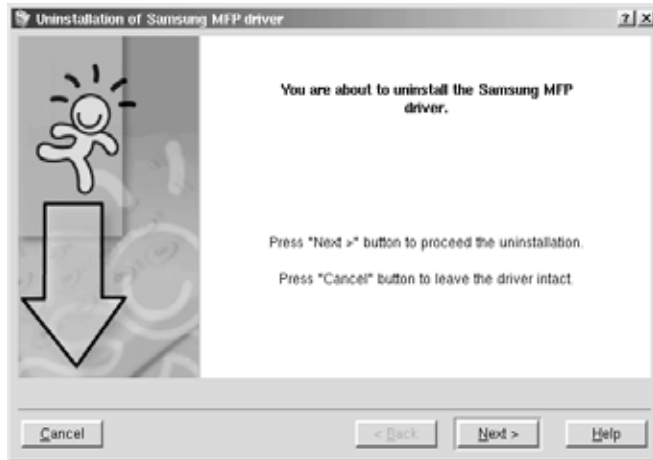 Uninstallation of Samsung MFP driver
? X
You are about to uninstall the Samsung MFP
driver.
Press "Next >" button to proceed the uninstallation.
Press "Cancel" button to leave the driver intact.
Cancel
< Back
Next >
Help